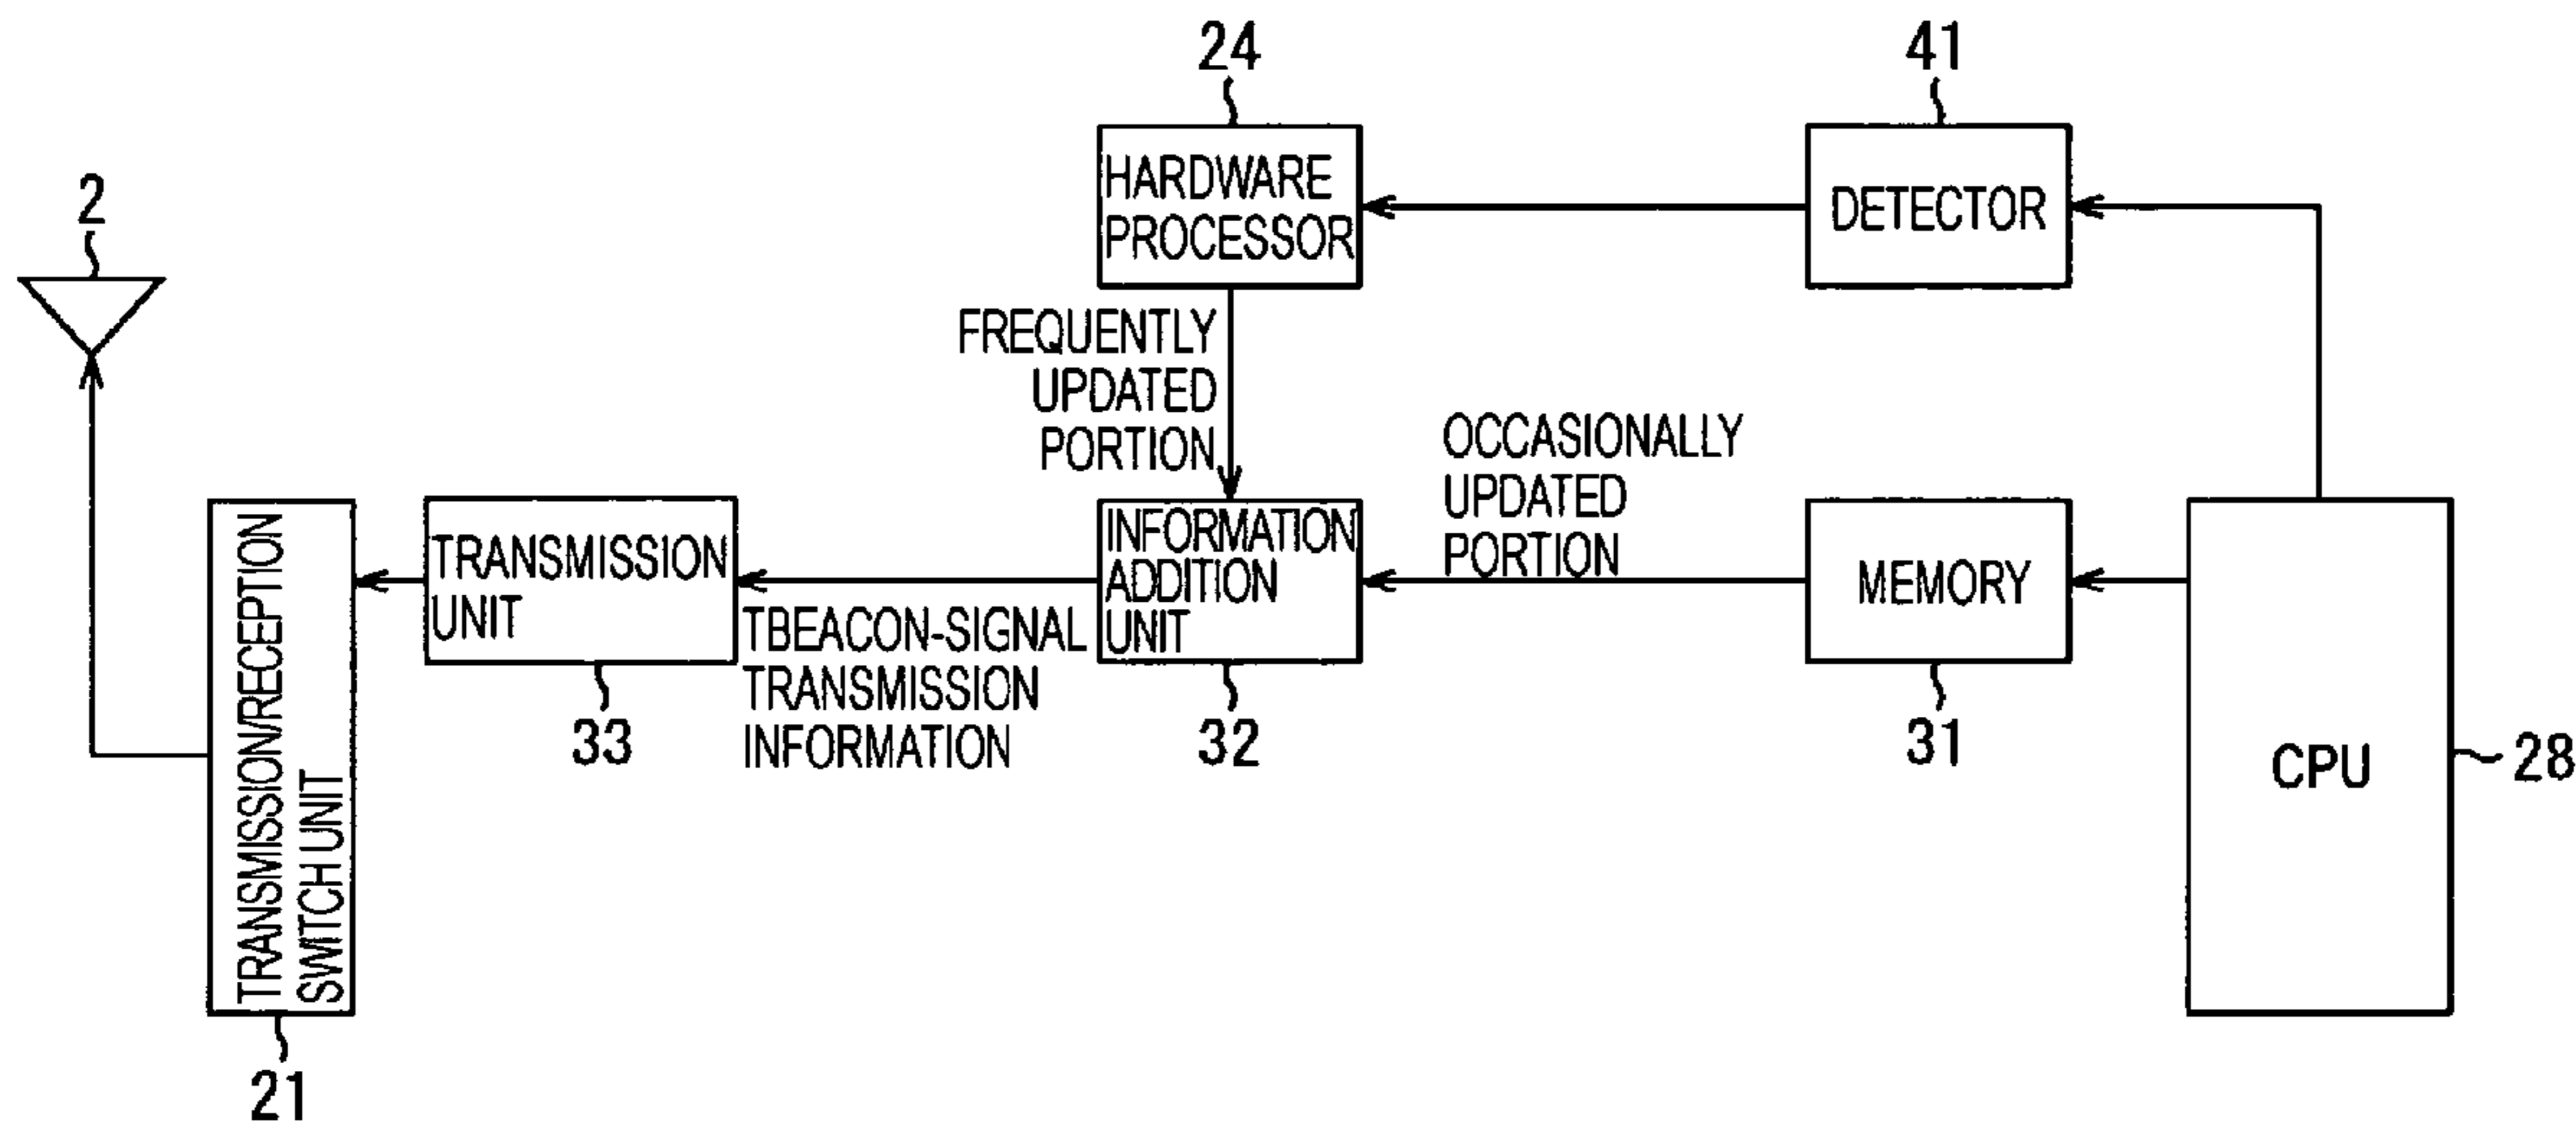 24
41
2
HARDWARE
PROCESSOR
DETECTOR
FREQUENTLY
UPDATED
PORTION
OCCASIONALLY
UPDATED
PORTION
TRANSMISSION/RECEPTION
SWITCH UNIT
TRANSMISSION
UNIT
INFORMATION
ADDITION
UNIT
MEMORY
TBEACON-SIGNAL
TRANSMISSION
INFORMATION
33
32
31
CPU
28
21